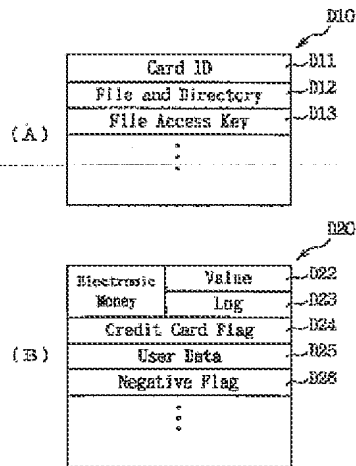 D10
Card ID D11
File and Directory D12
(A) File Access Key D13
D20
Electronic Money Value D22
Log D23
Credit Card Flag D24
(B) User Data D25
Negative Flag D26